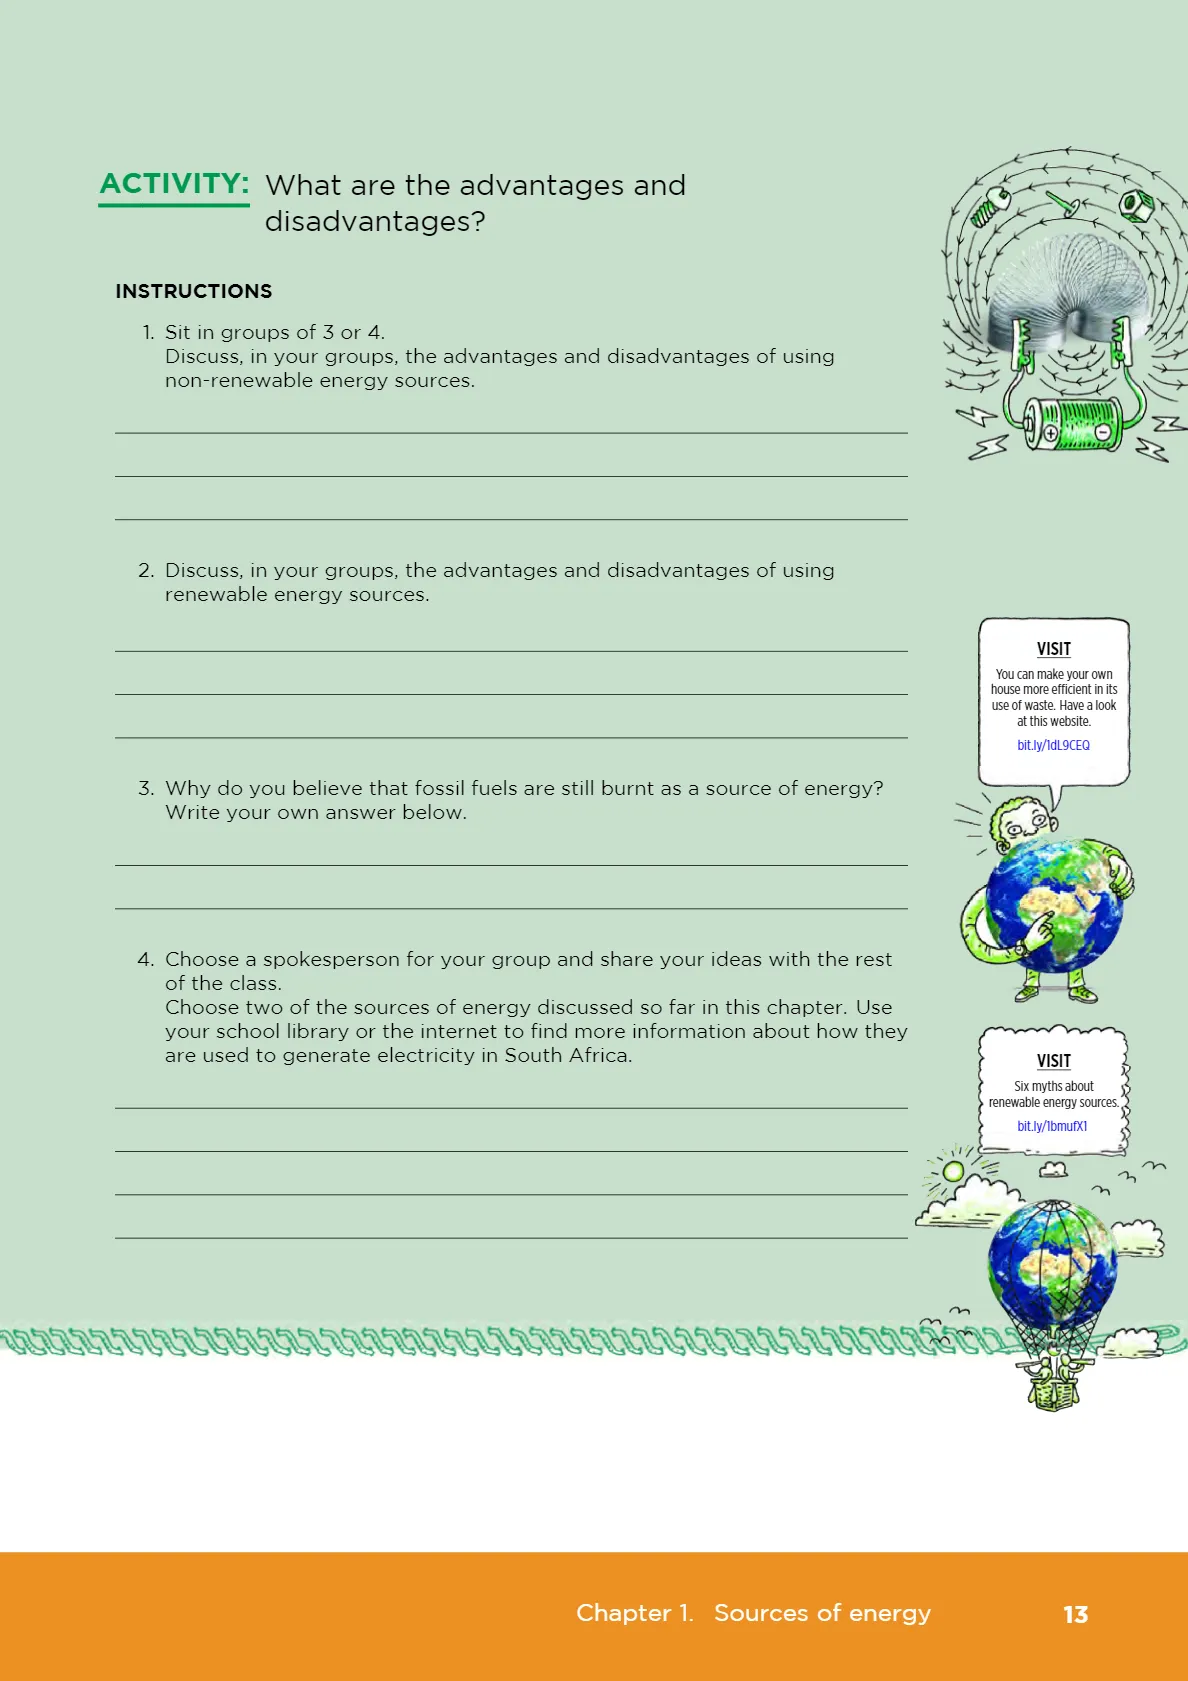 ACTIVITY: What are the advantages and
disadvantages?
INSTRUCTIONS
1. Sit in groups of 3 or 4.
Discuss, in your groups, the advantages and disadvantages of using
non-renewable energy sources.
2. Discuss, in your groups, the advantages and disadvantages of using
renewable energy sources.
3. Why do you believe that fossil fuels are still burnt as a source of energy?
Write your own answer below.
4. Choose a spokesperson for your group and share your ideas with the rest
of the class.
Choose two of the sources of energy discussed so far in this chapter. Use
your school library or the internet to find more information about how they
are used to generate electricity in South Africa.
+ −
VISIT
You can make your own
house more efficient in its
use of waste. Have a look
at this website.
bit.ly/1dL9CEQ
VISIT
Six myths about
renewable energy sources.
bit.ly/1bmufX1
Chapter 1. Sources of energy 13